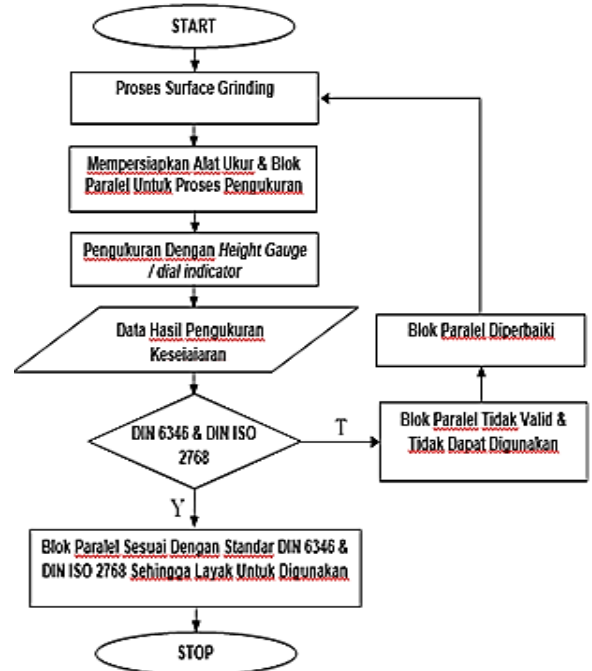 START
Proses Surface Grinding
Mempersiapkan Alat Ukur & Blok
Paralel Untuk Proses Pengukuran
Pengukuran Dengan Height Gauge
/ dial indicator
Data Hasil Pengukuran
Keseiaiaran
DIN 6346 & DIN ISO
2768
T
Blok Paralel Tidak Valid &
Tidak Dapat Digunakan
Blok Paralel Diperbaiki
Y
Blok Paralel Sesuai Dengan Standar DIN 6346 &
DIN ISO 2768 Sehingga Layak Untuk Digunakan
STOP